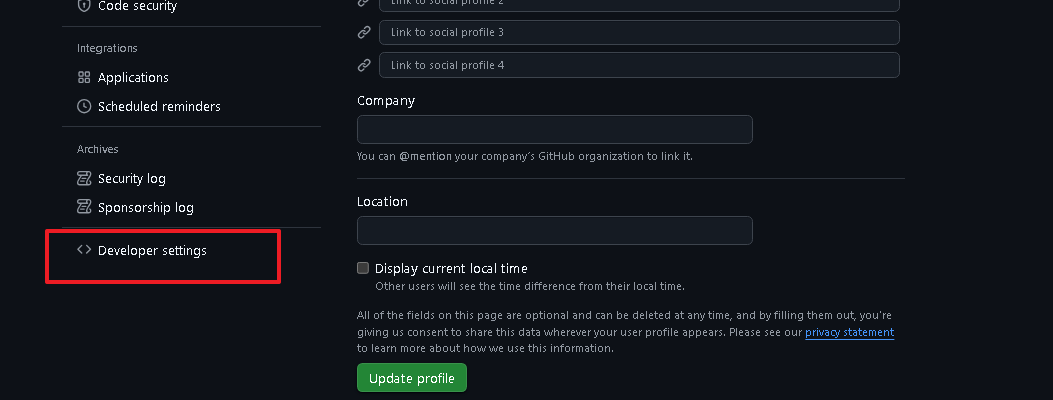 Code security
Integrations
Applications
Scheduled reminders
Archives
Security log
Sponsorship log
Developer settings
Link to social profile 2
Link to social profile 3
Link to social profile 4
Company
You can @mention your company's GitHub organization to link it.
Location
Display current local time
Other users will see the time difference from their local time.
All of the fields on this page are optional and can be deleted at any time, and by filling them out, you're
giving us consent to share this data wherever your user profile appears. Please see our privacy statement
to learn more about how we use this information.
Update profile